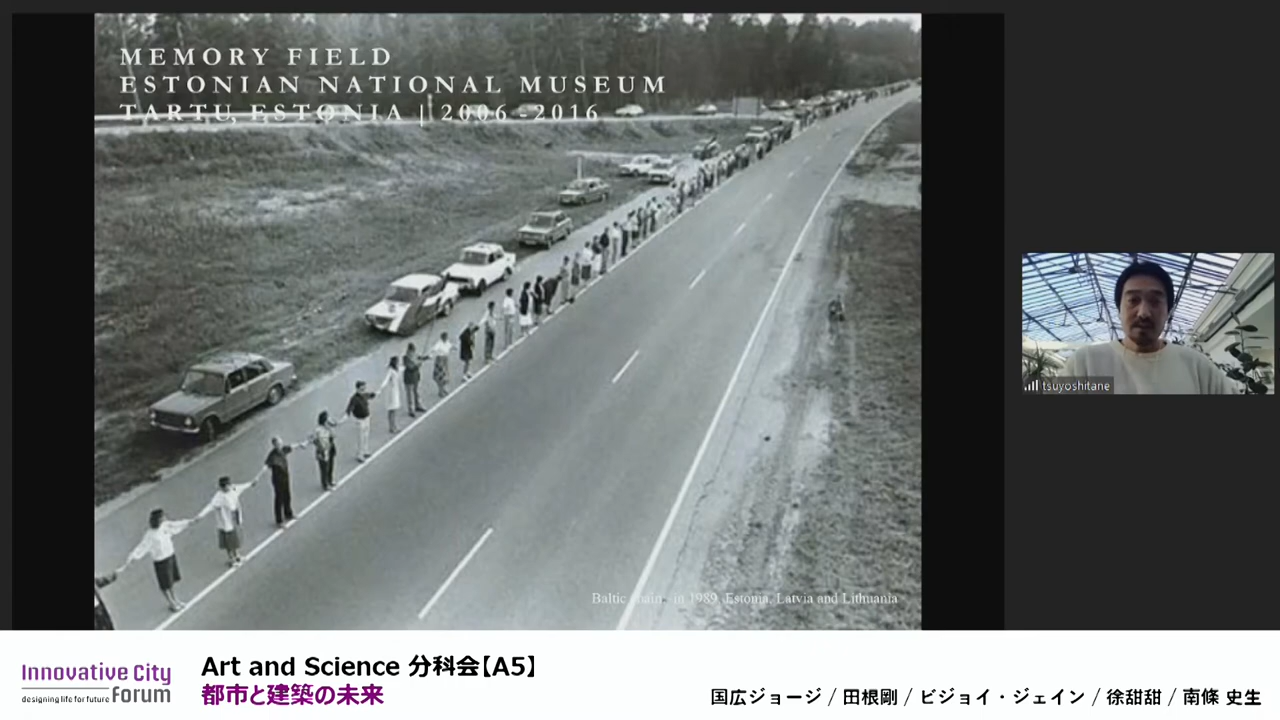 MEMORY FIELD
ESTONIAN NATIONAL MUSEUM
TARTU, ESTONIA | 2006 -2016
Baltic chain in 1989, Estonia, Latvia and Lithuania
tsuyoshitane
Innovative City
designing life for future Forum
Art and Science 分科会【A5】
都市と建築の未来
国広ジョージ / 田根剛 / ビジョイ・ジェイン / 徐甜甜 / 南條 史生